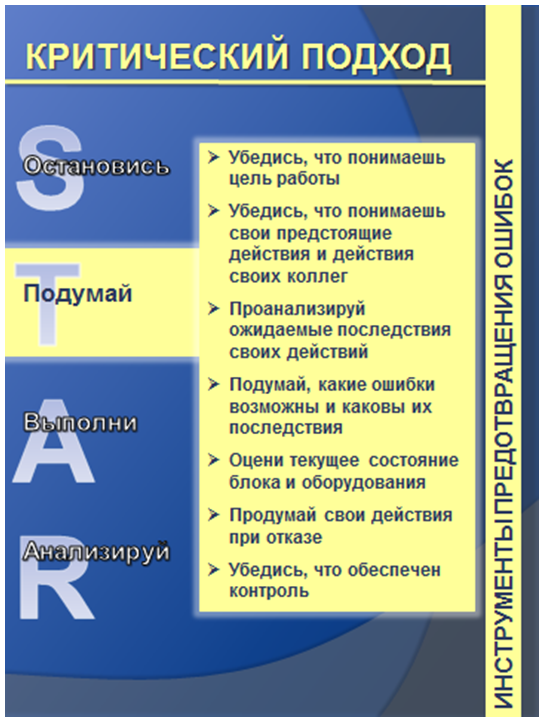 КРИТИЧЕСКИЙ ПОДХОД
S
Остановись
T
Подумай
A
Выполни
R
Анализируй
➢ Убедись, что понимаешь
цель работы
➢ Убедись, что понимаешь
свои предстоящие
действия и действия
своих коллег
➢ Проанализируй
ожидаемые последствия
своих действий
➢ Подумай, какие ошибки
возможны и каковы их
последствия
➢ Оцени текущее состояние
блока и оборудования
➢ Продумай свои действия
при отказе
➢ Убедись, что обеспечен
контроль
ИНСТРУМЕНТЫ ПРЕДОТВРАЩЕНИЯ ОШИБОК